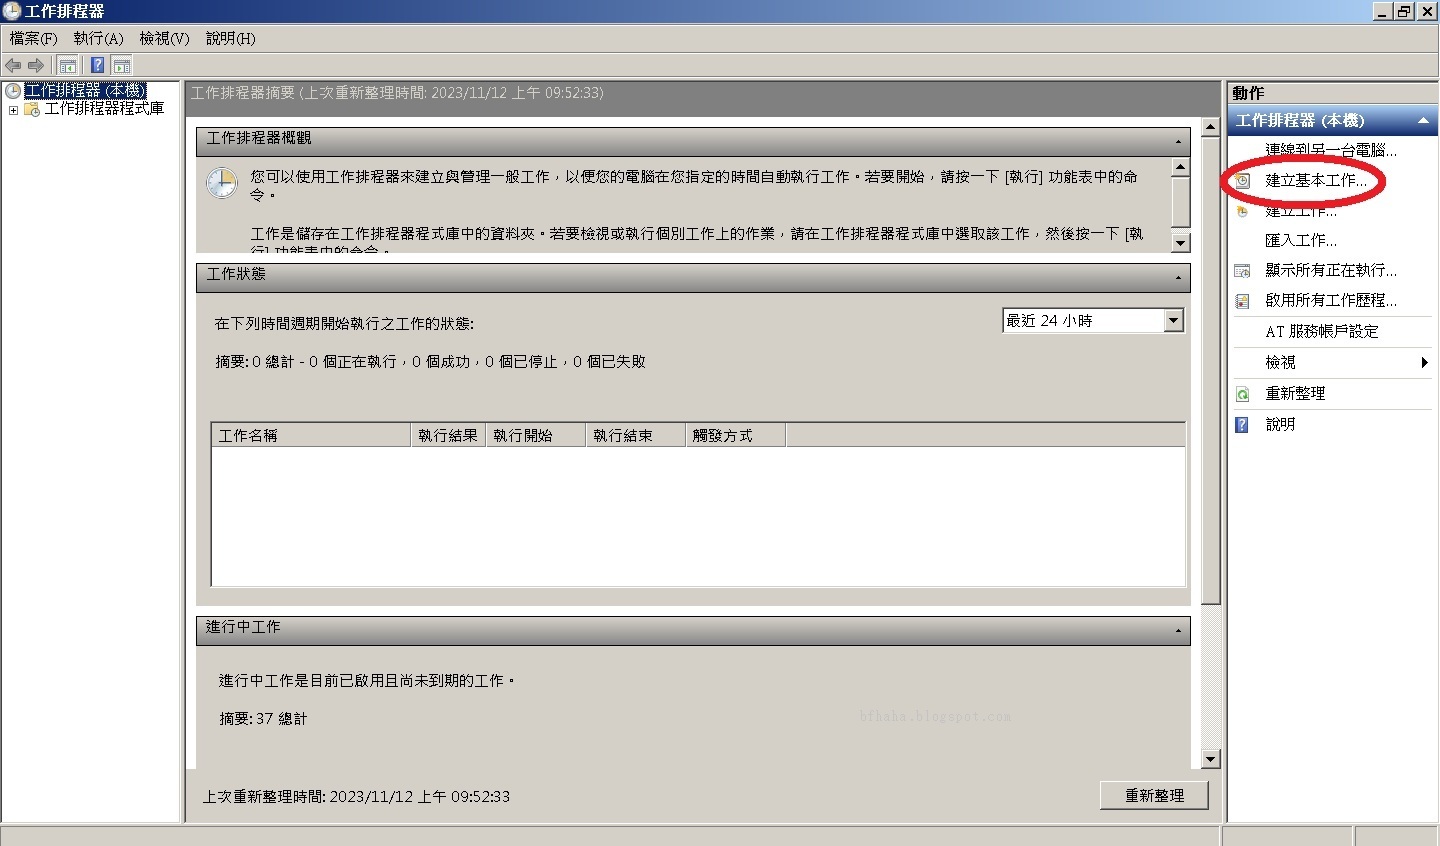 工作排程器
檔案(F) 執行(A) 檢視(V) 說明(H)
工作排程器 (本機)
工作排程器程式庫
工作排程器摘要 (上次重新整理時間: 2023/11/12 上午 09:52:33)
工作排程器概觀
您可以使用工作排程器來建立與管理一般工作，以便您的電腦在您指定的時間自動執行工作。若要開始，請按一下 [執行] 功能表中的命
令。
工作是儲存在工作排程器程式庫中的資料夾。若要檢視或執行個別工作上的作業，請在工作排程器程式庫中選取該工作，然後按一下 [執
行] 功能表中的命令。
工作狀態
在下列時間週期開始執行之工作的狀態:
最近 24 小時
摘要: 0 總計 - 0 個正在執行，0 個成功，0 個已停止，0 個已失敗
工作名稱 執行結果 執行開始 執行結束 觸發方式
進行中工作
進行中工作是目前已啟用且尚未到期的工作。
摘要: 37 總計
bfhaha.blogspot.com
上次重新整理時間: 2023/11/12 上午 09:52:33
重新整理
動作
工作排程器 (本機)
連線到另一台電腦...
建立基本工作...
建立工作...
匯入工作...
顯示所有正在執行...
啟用所有工作歷程...
AT 服務帳戶設定
檢視
重新整理
說明